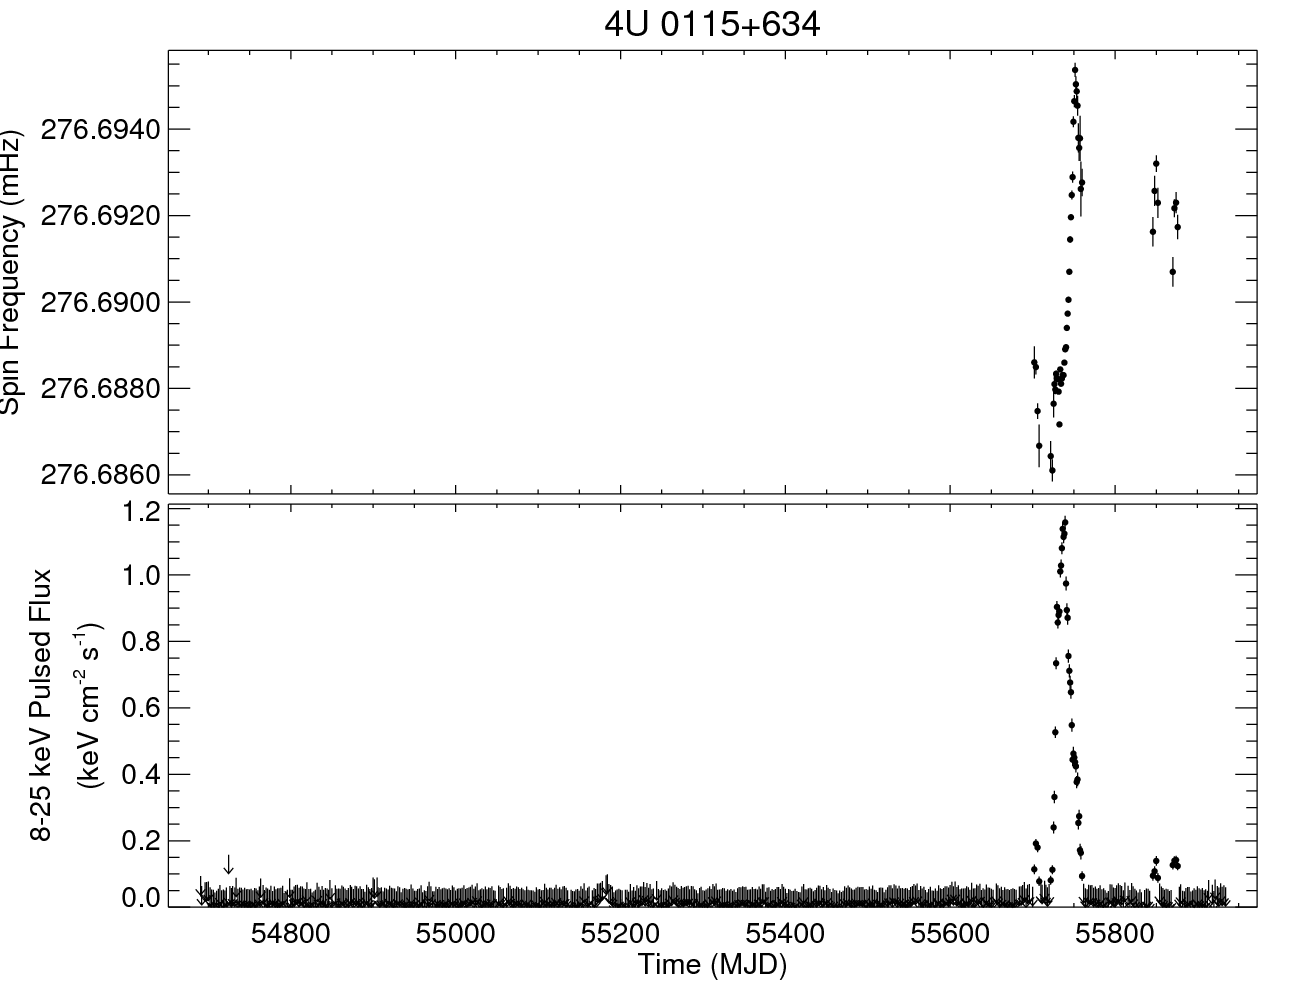 4U 0115+634
Spin Frequency (mHz)
276.6940
276.6920
276.6900
276.6880
276.6860
8-25 keV Pulsed Flux
(keV cm⁻² s⁻¹)
1.2
1.0
0.8
0.6
0.4
0.2
0.0
54800 55000 55200 55400 55600 55800
Time (MJD)